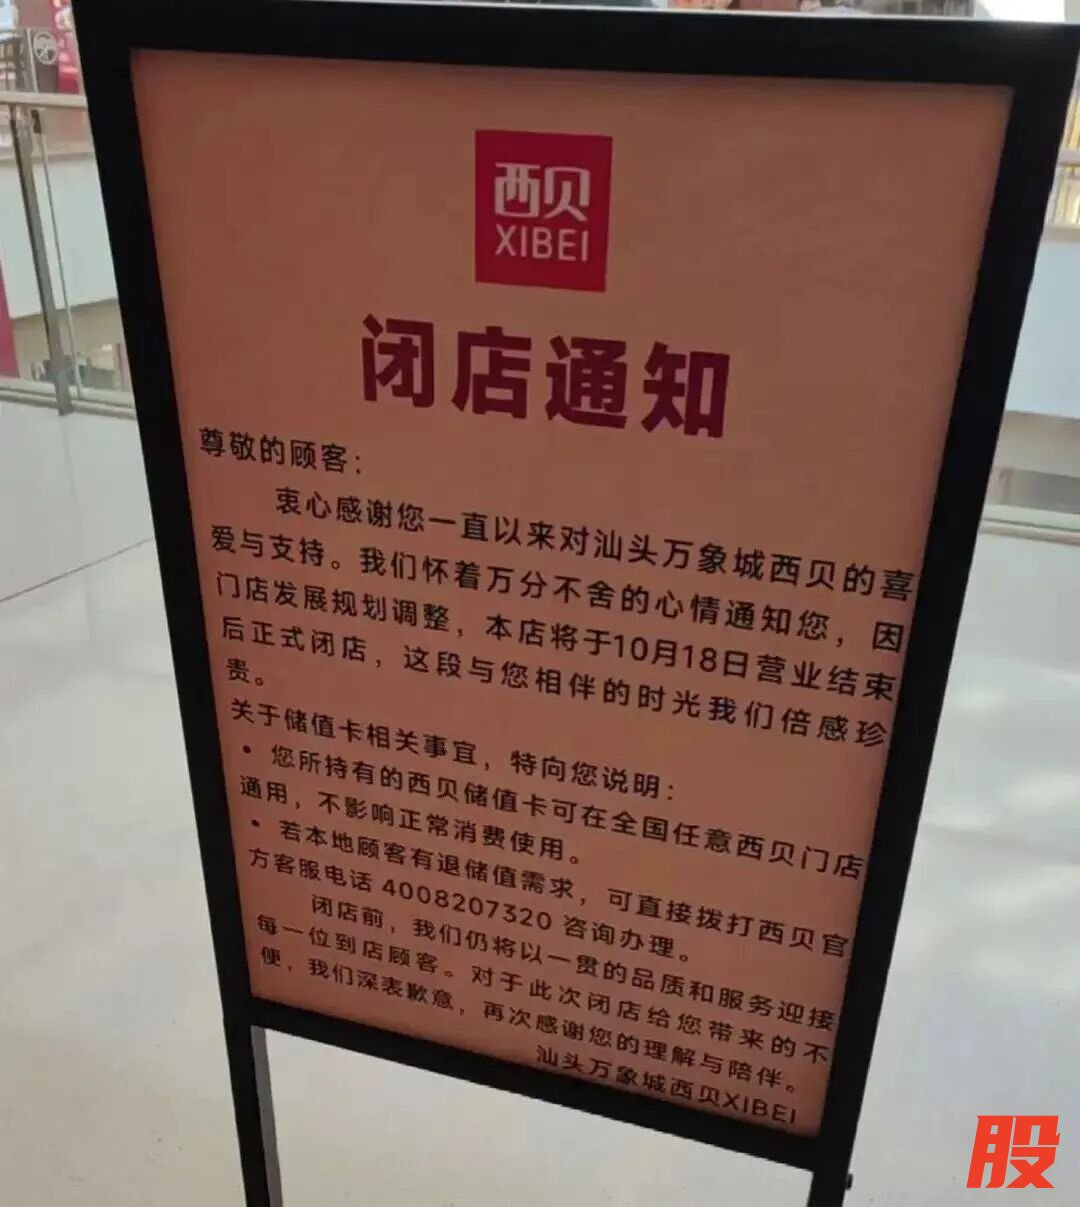 西贝
XIBEI
闭店通知
尊敬的顾客：
衷心感谢您一直以来对汕头万象城西贝的喜
爱与支持。我们怀着万分不舍的心情通知您，因
门店发展规划调整，本店将于10月18日营业结束
后正式闭店，这段与您相伴的时光我们倍感珍
贵。
关于储值卡相关事宜，特向您说明：
• 您所持有的西贝储值卡可在全国任意西贝门店
通用，不影响正常消费使用。
• 若本地顾客有退储值需求，可直接拨打西贝官
方客服电话 4008207320 咨询办理。
闭店前，我们仍将以一贯的品质和服务迎接
每一位到店顾客。对于此次闭店给您带来的不
便，我们深表歉意，再次感谢您的理解与陪伴。
汕头万象城西贝XIBEI
股